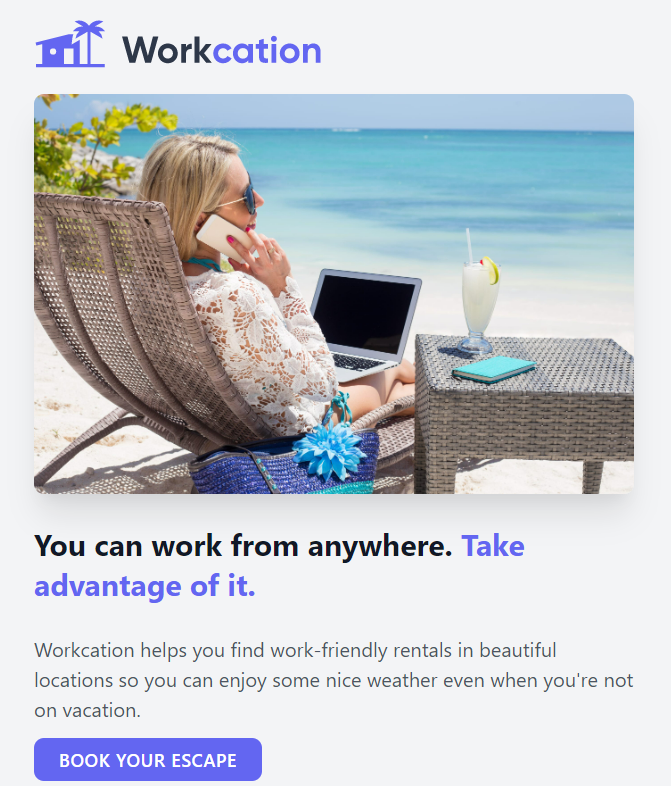 Workcation
You can work from anywhere. Take
advantage of it.
Workcation helps you find work-friendly rentals in beautiful
locations so you can enjoy some nice weather even when you're not
on vacation.
BOOK YOUR ESCAPE